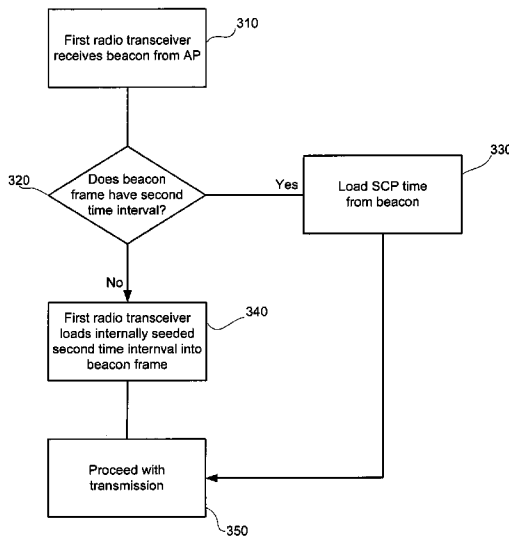 First radio transceiver
receives beacon from AP
310
320
Does beacon
frame have second
time interval?
Yes
330
Load SCP time
from beacon
No
First radio transceiver
loads internally seeded
second time internval into
beacon frame
340
Proceed with
transmission
350